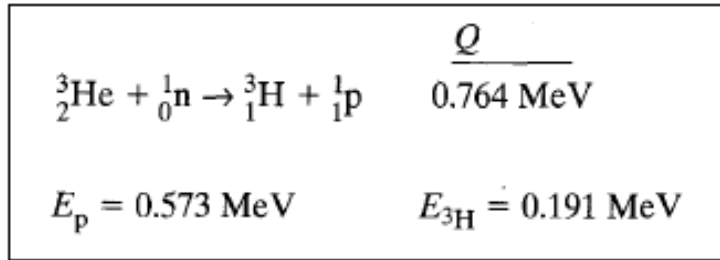 Q
³₂He + ¹₀n → ³₁H + ¹₁p 0.764 MeV
Eₚ = 0.573 MeV E₃H = 0.191 MeV